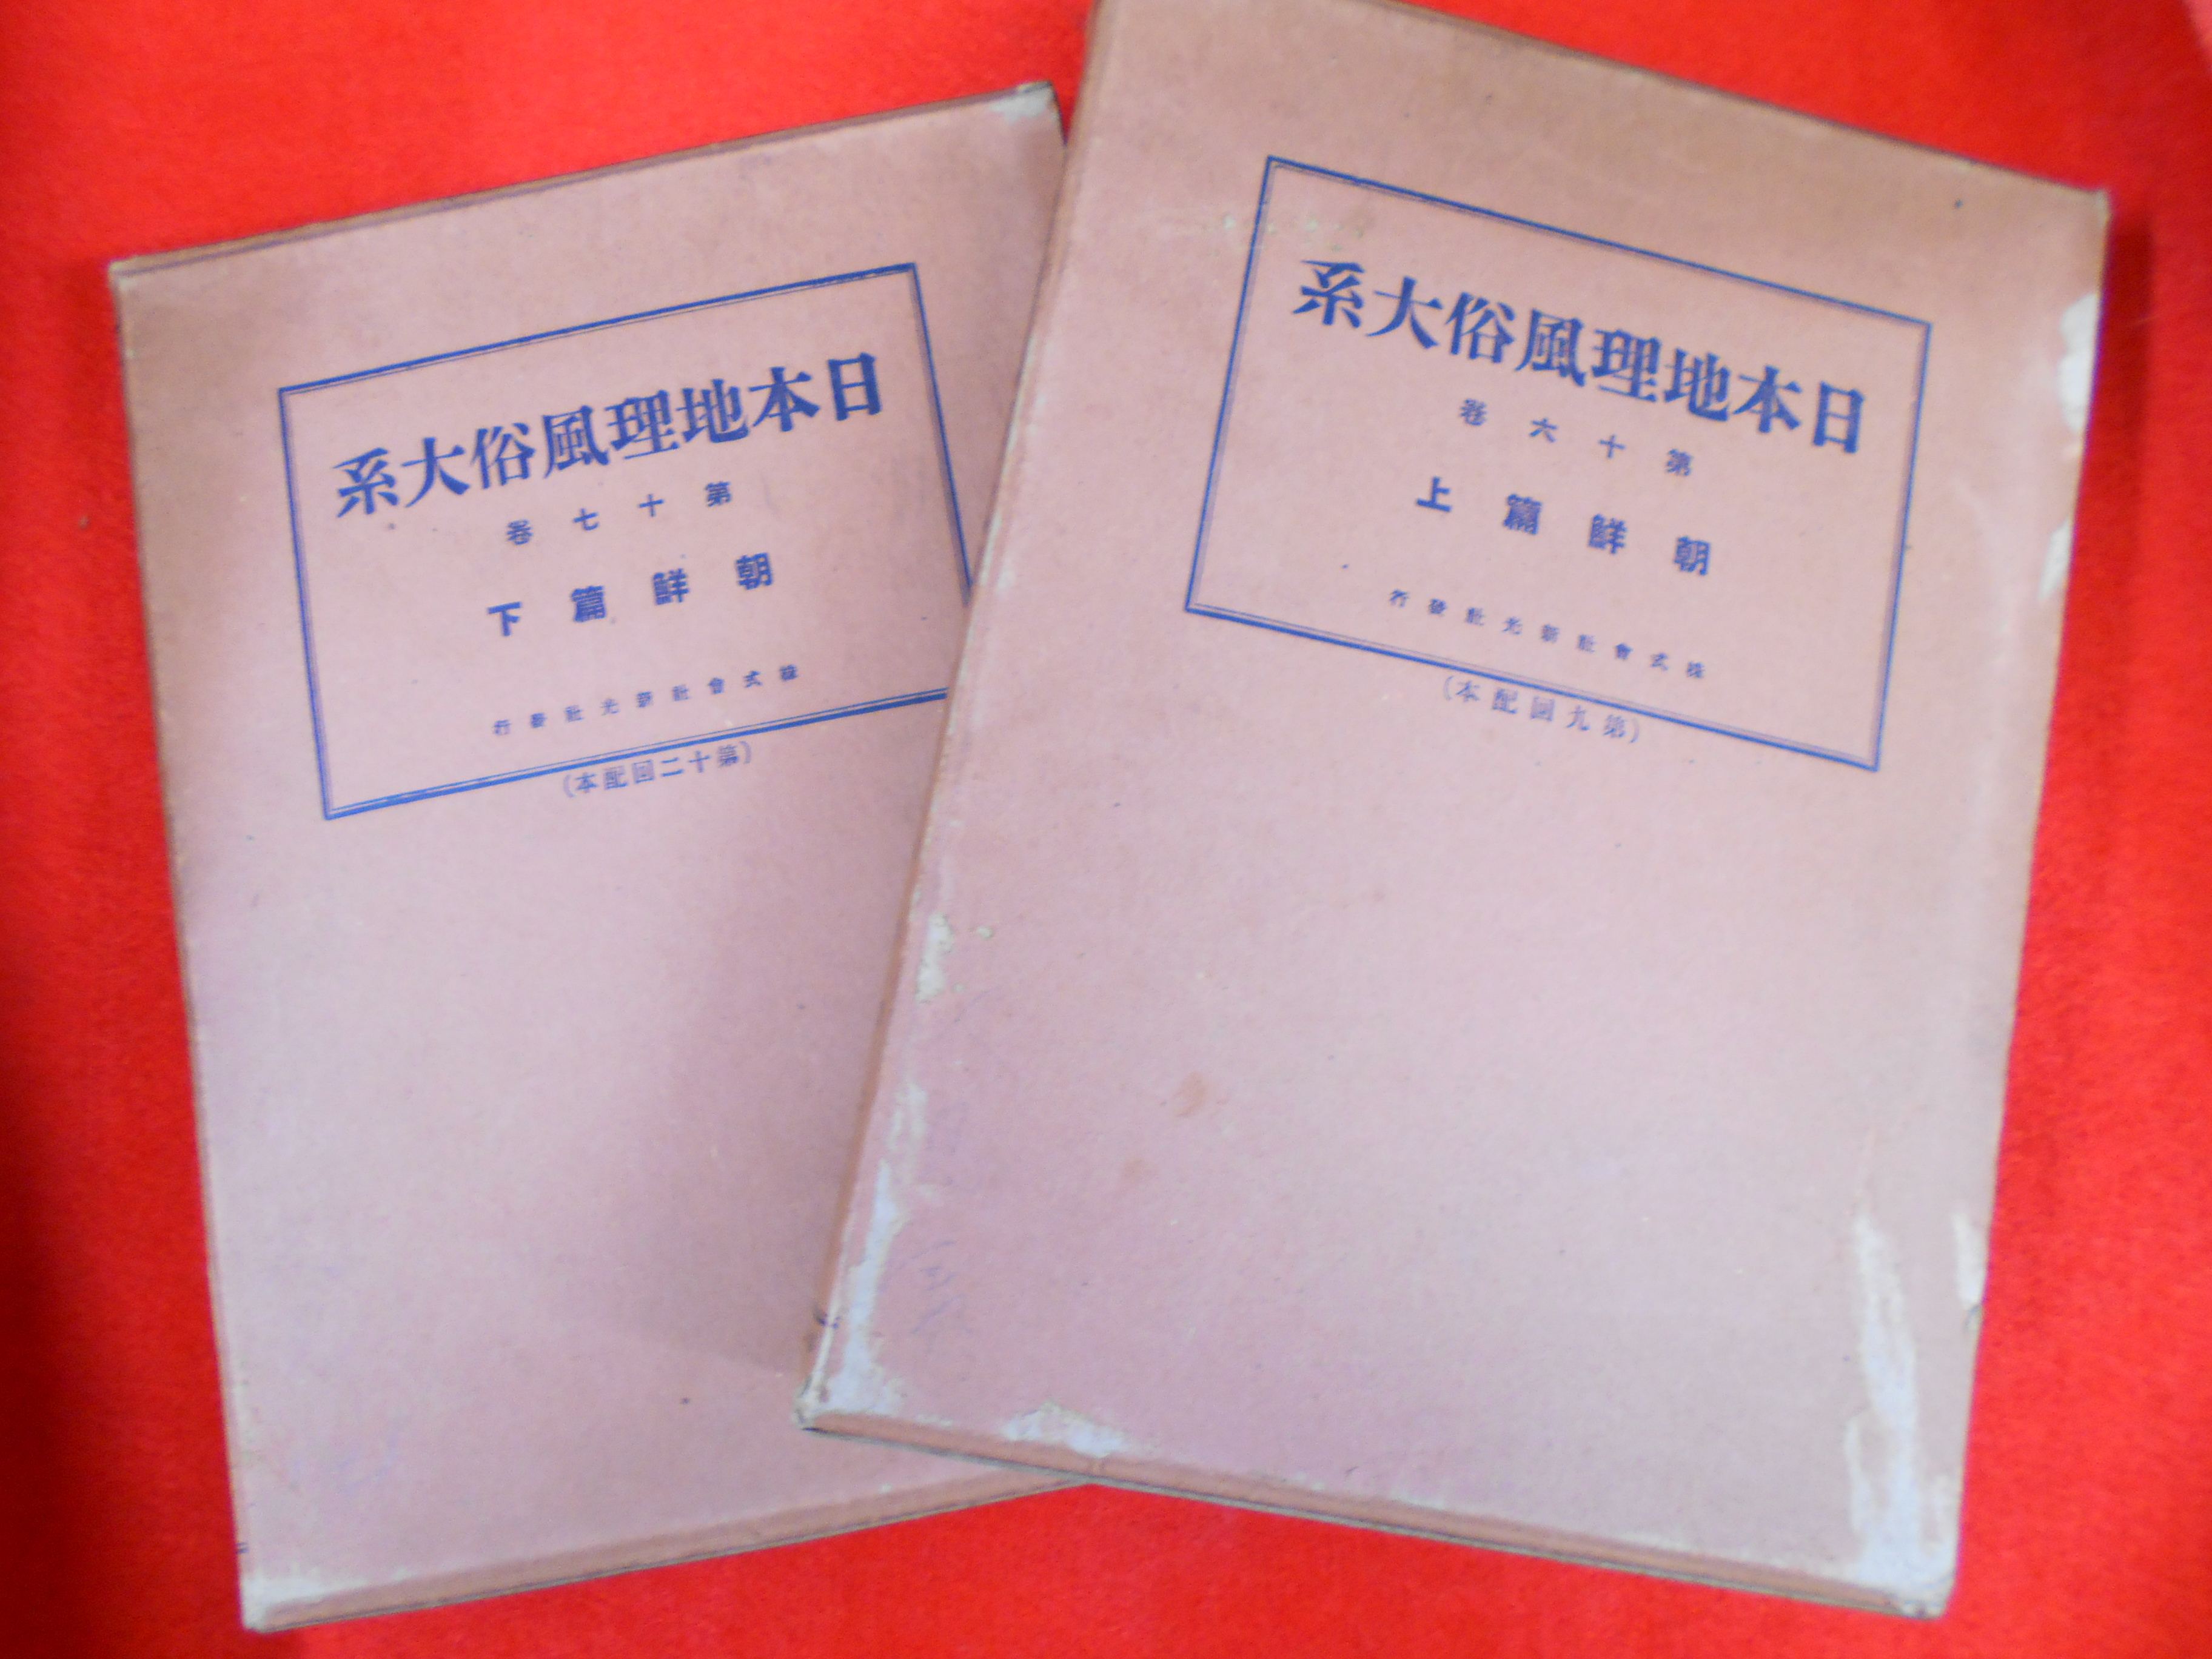 日本地理風俗大系
第十七卷
朝鮮篇下
株式會社新光社發行
(第十二回配本)
日本地理風俗大系
第十六卷
朝鮮篇上
株式會社新光社發行
(第九回配本)